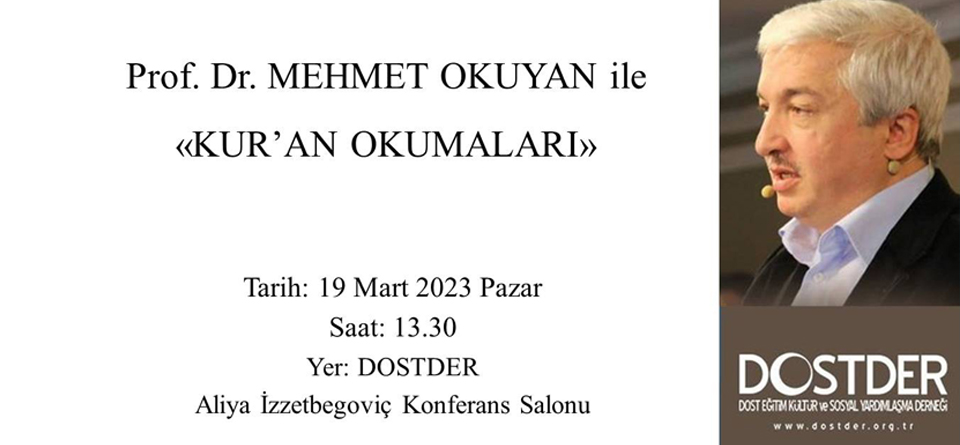 Prof. Dr. MEHMET OKUYAN ile
«KUR’AN OKUMALARI»
Tarih: 19 Mart 2023 Pazar
Saat: 13.30
Yer: DOSTDER
Aliya İzzetbegoviç Konferans Salonu
DOSTDER
DOST EĞİTİM KÜLTÜR ve SOSYAL YARDIMLAŞMA DERNEĞİ
www.dostder.org.tr